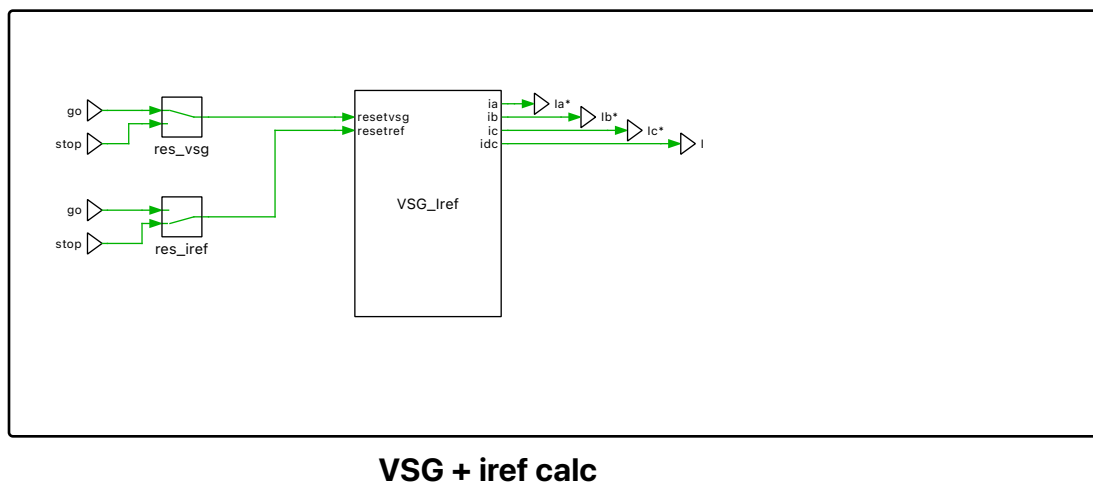 go
stop
res_vsg
go
stop
res_iref
resetvsg
resetref
VSG_Iref
ia
ib
ic
idc
Ia*
Ib*
Ic*
I
VSG + iref calc